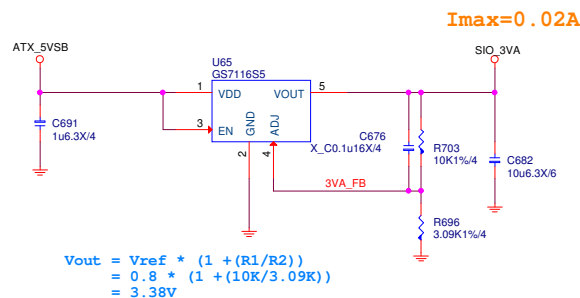 Imax=0.02A
ATX_5VSB
SIO_3VA
U65
GS7116S5
1
VDD
VOUT
5
3
EN
GND
ADJ
2
4
C691
1u6.3X/4
C676
X_C0.1u16X/4
R703
10K1%/4
C682
10u6.3X/6
3VA_FB
R696
3.09K1%/4
Vout = Vref * (1 +(R1/R2))
= 0.8 * (1 +(10K/3.09K))
= 3.38V